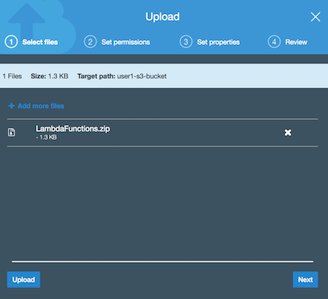 Upload
1 Select files 2 Set permissions 3 Set properties 4 Review
1 Files Size: 1.3 KB Target path: user1-s3-bucket
+ Add more files
LambdaFunctions.zip
- 1.3 KB
Upload Next